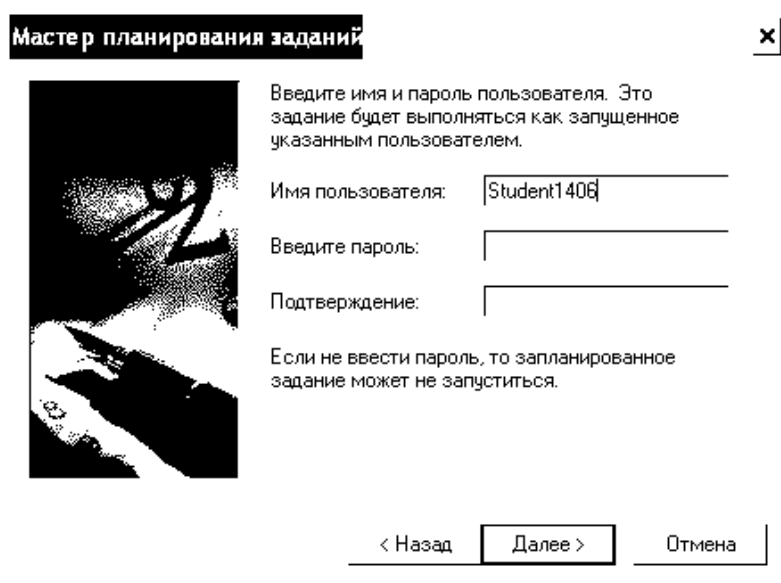 Мастер планирования заданий
Введите имя и пароль пользователя. Это
задание будет выполняться как запущенное
указанным пользователем.
Имя пользователя: Student1406
Введите пароль:
Подтверждение:
Если не ввести пароль, то запланированное
задание может не запуститься.
< Назад Далее > Отмена